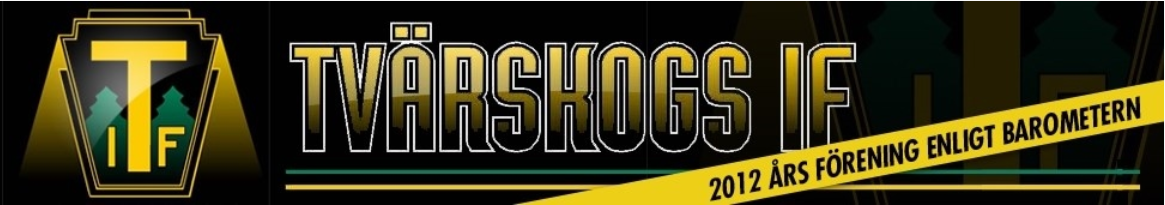 T
I F
TVÄRSKOGS IF
2012 ÅRS FÖRENING ENLIGT BAROMETERN